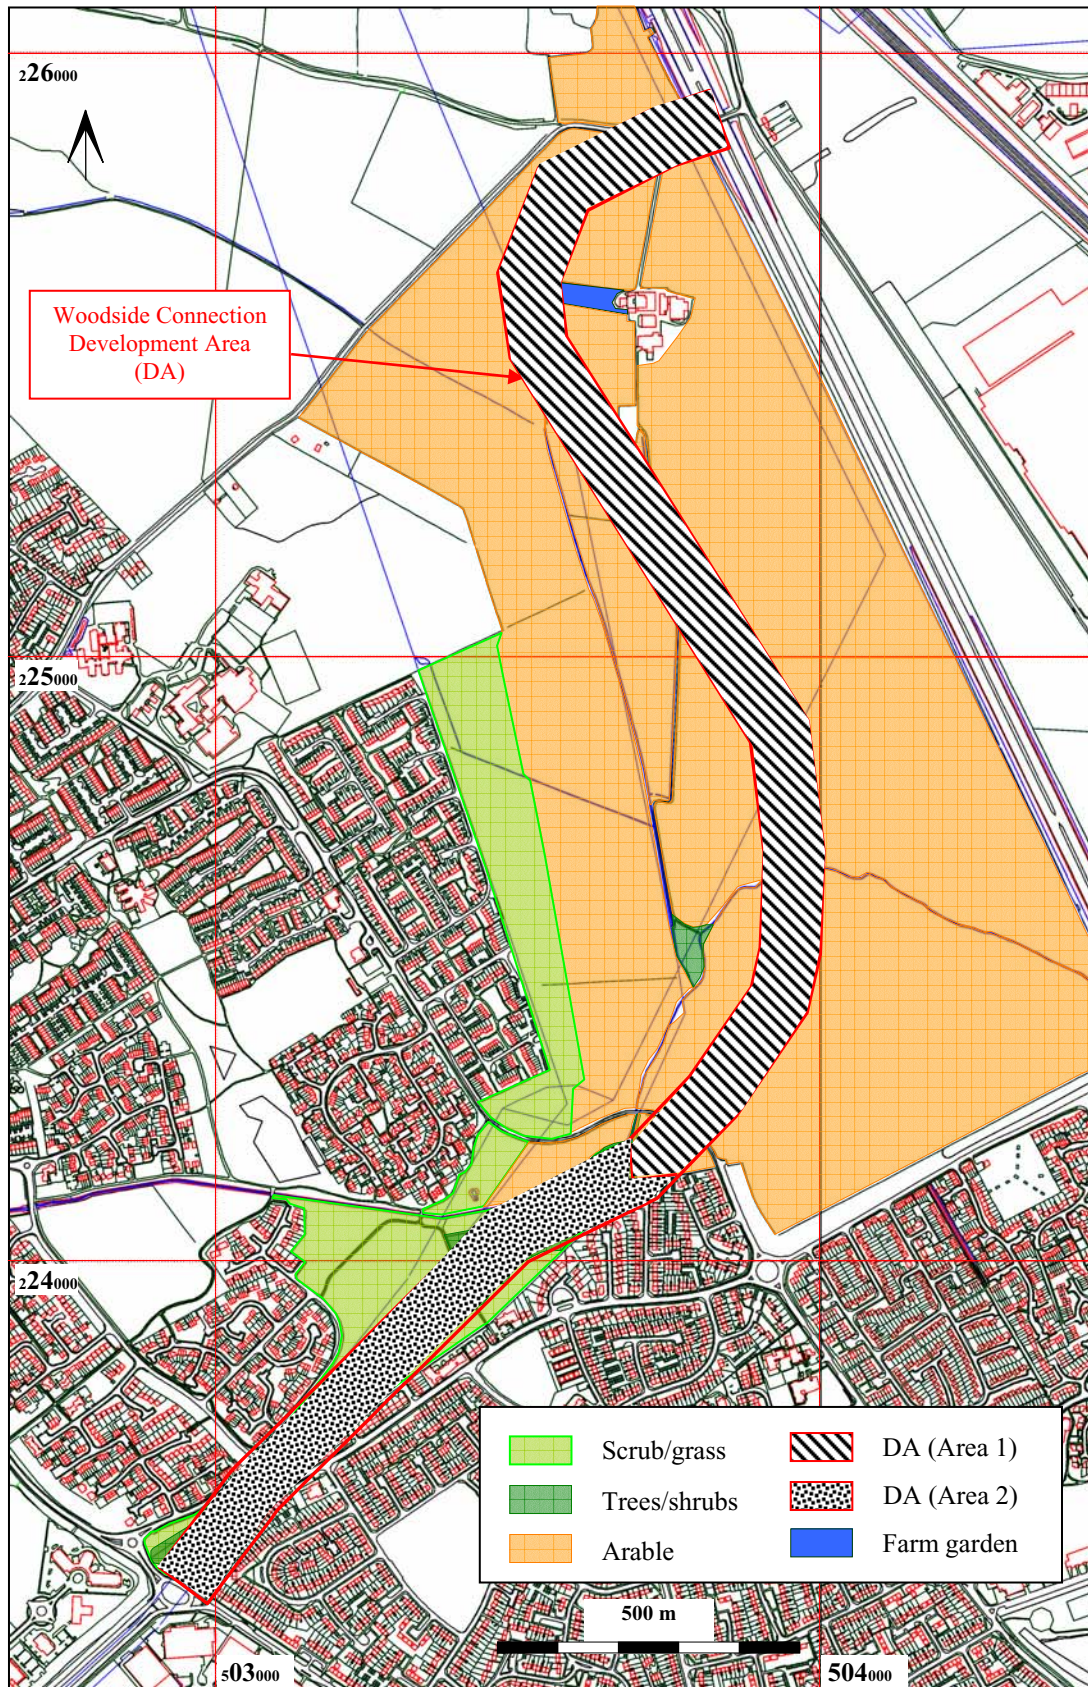 226000
Woodside Connection
Development Area
(DA)
225000
224000
Scrub/grass
Trees/shrubs
Arable
DA (Area 1)
DA (Area 2)
Farm garden
500 m
503000
504000